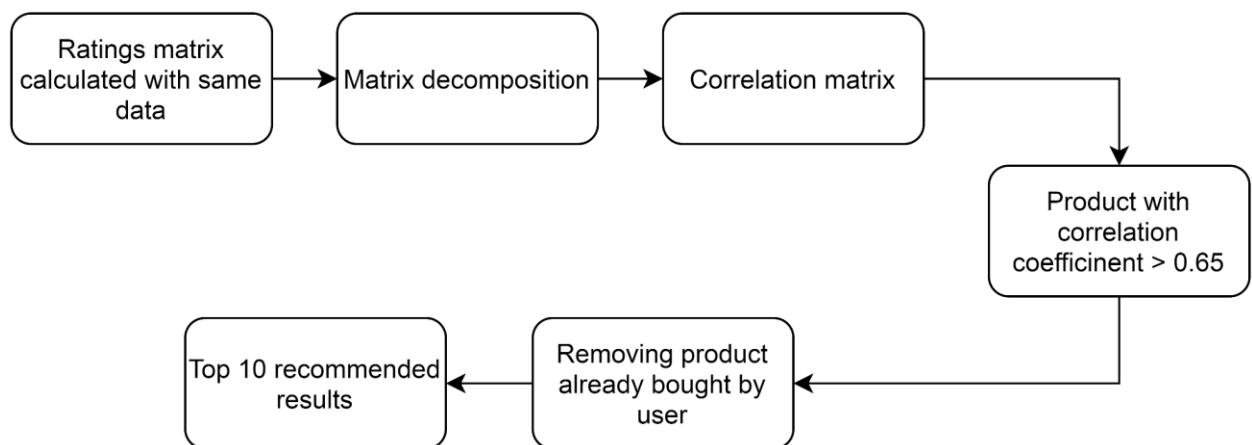 Ratings matrix
calculated with same
data
Matrix decomposition
Correlation matrix
Product with
correlation
coefficinent > 0.65
Removing product
already bought by
user
Top 10 recommended
results